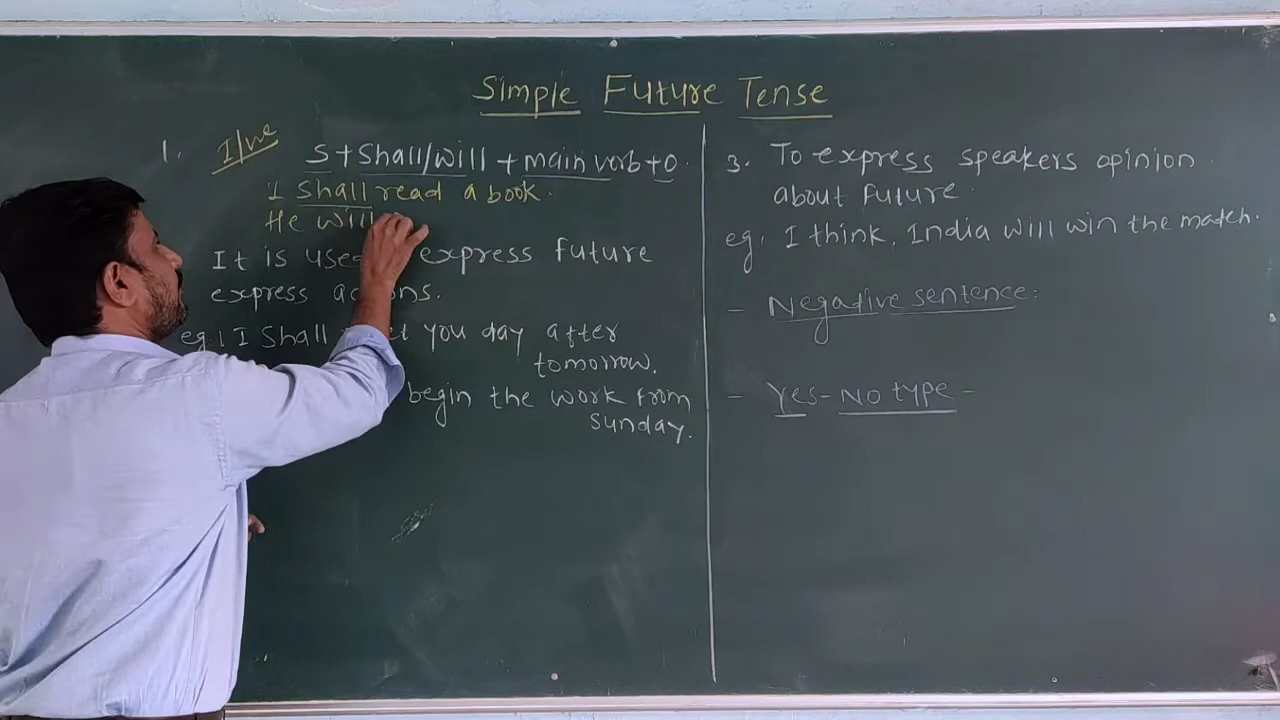 Simple Future Tense
1. I/we S + Shall/will + main verb + O
I Shall read a book.
He will
It is used express future
express actions.
eg. 1 I Shall you day after
tomorrow.
begin the work from
Sunday.
3. To express speakers opinion
about future.
eg. I think, India will win the match.
- Negative sentence:
- Yes-No type -